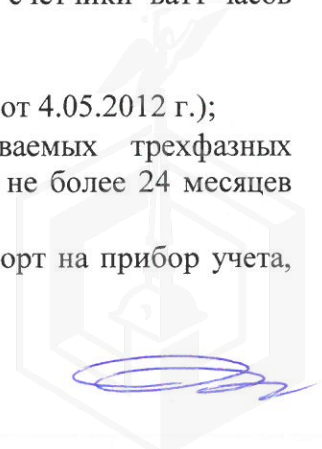 счетчики ватт-часов
от 4.05.2012 г.);
ваемых трехфазных
не более 24 месяцев
орт на прибор учета,